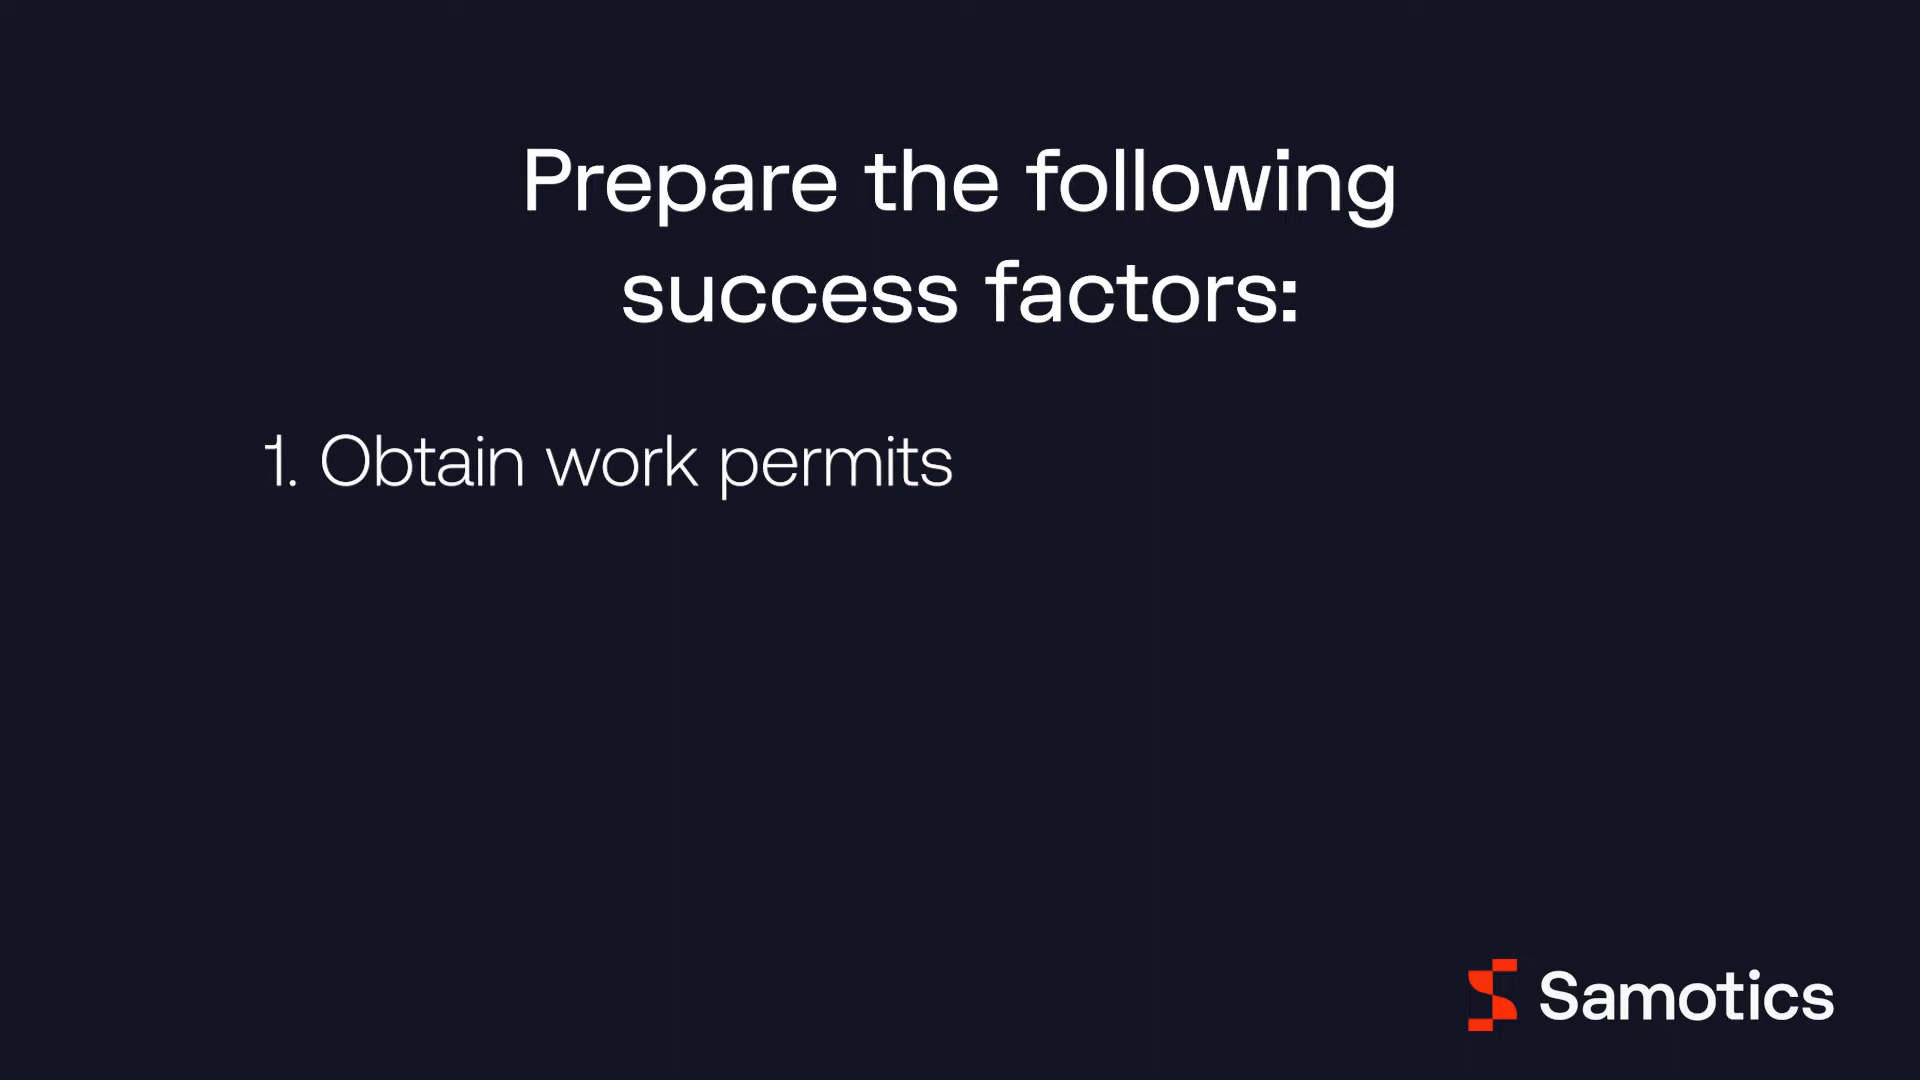 Prepare the following
success factors:
1. Obtain work permits
Samotics